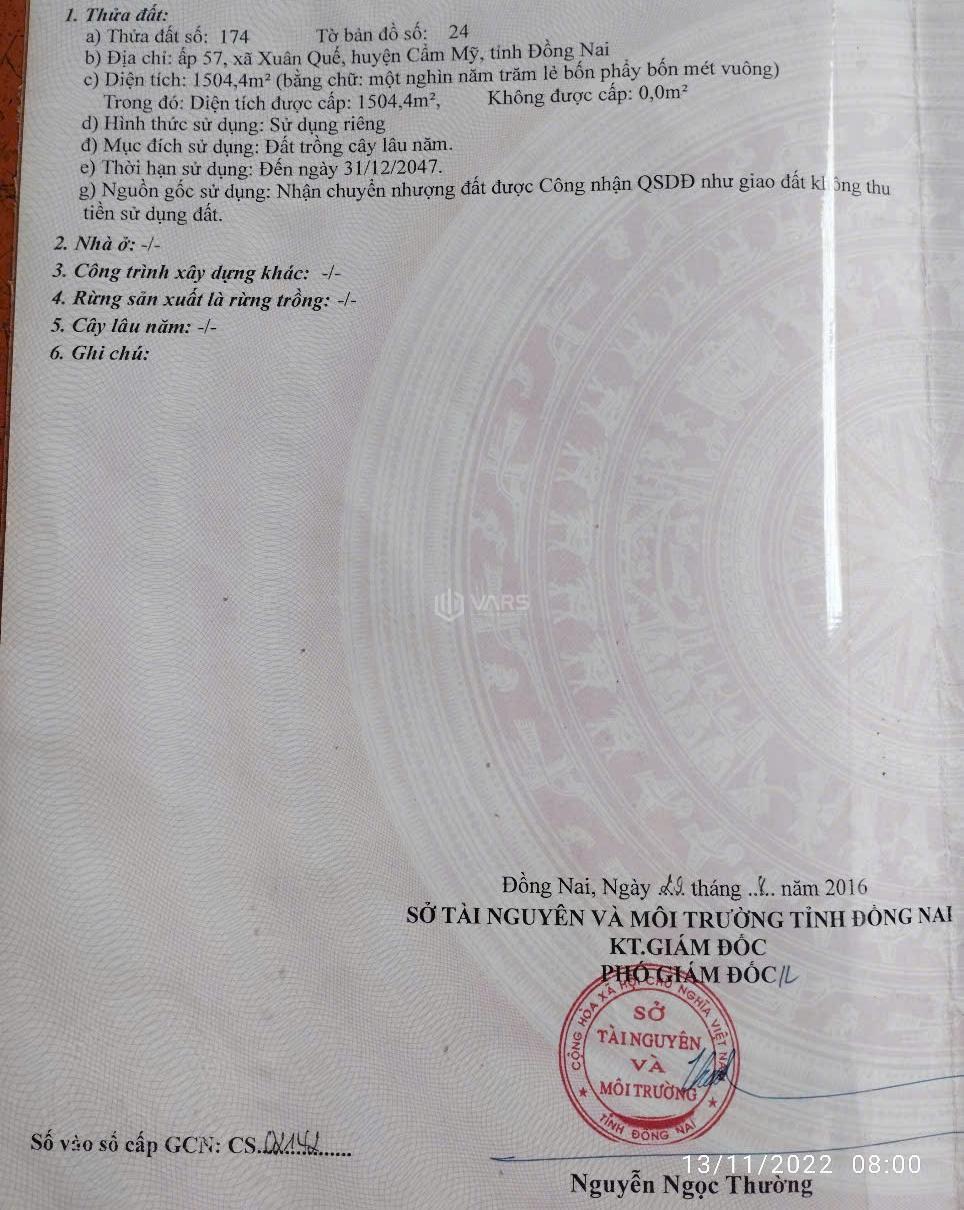 1. Thửa đất:
a) Thửa đất số: 174 Tờ bản đồ số: 24
b) Địa chỉ: ấp 57, xã Xuân Quế, huyện Cẩm Mỹ, tỉnh Đồng Nai
c) Diện tích: 1504,4m² (bằng chữ: một nghìn năm trăm lẻ bốn phẩy bốn mét vuông)
Trong đó: Diện tích được cấp: 1504,4m², Không được cấp: 0,0m²
d) Hình thức sử dụng: Sử dụng riêng
đ) Mục đích sử dụng: Đất trồng cây lâu năm.
e) Thời hạn sử dụng: Đến ngày 31/12/2047.
g) Nguồn gốc sử dụng: Nhận chuyển nhượng đất được Công nhận QSDĐ như giao đất không thu
tiền sử dụng đất.
2. Nhà ở: -/-
3. Công trình xây dựng khác: -/-
4. Rừng sản xuất là rừng trồng: -/-
5. Cây lâu năm: -/-
6. Ghi chú:
VARS
Đồng Nai, Ngày tháng năm 2016
SỞ TÀI NGUYÊN VÀ MÔI TRƯỜNG TỈNH ĐỒNG NAI
KT.GIÁM ĐỐC
PHÓ GIÁM ĐỐC
CỘNG HÒA XÃ HỘI CHỦ NGHĨA VIỆT NAM
SỞ
TÀI NGUYÊN
VÀ
MÔI TRƯỜNG
TỈNH ĐỒNG NAI
Số vào sổ cấp GCN: CS.
13/11/2022 08:00
Nguyễn Ngọc Thường